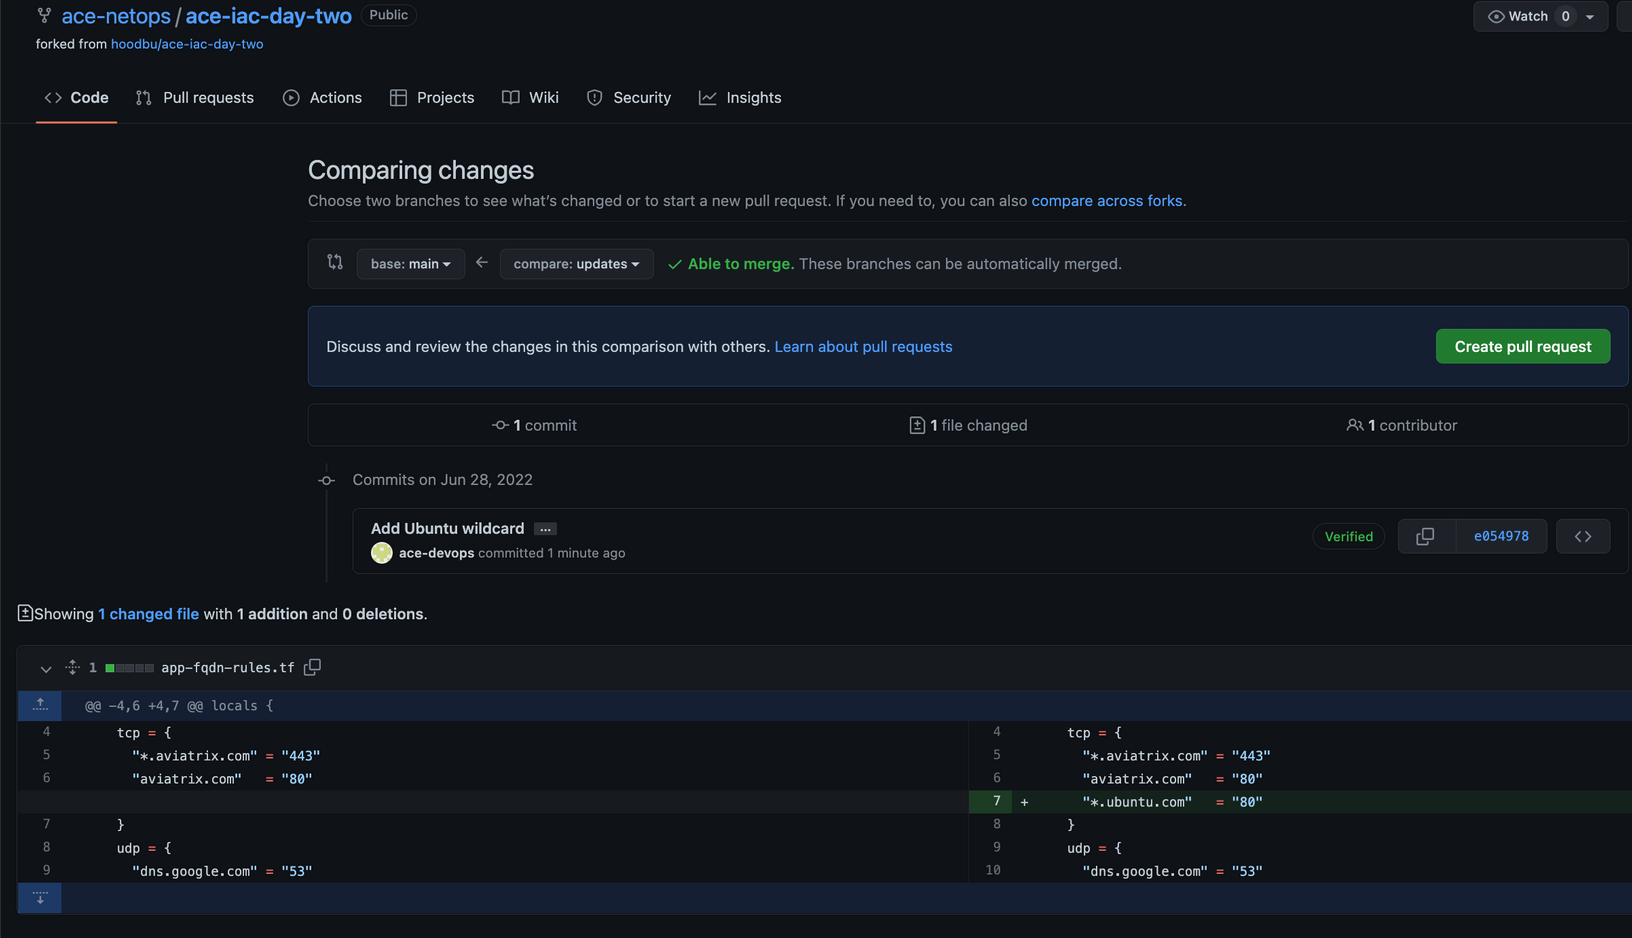 ace-netops / ace-iac-day-two Public
Watch 0
forked from hoodbu/ace-iac-day-two
Code Pull requests Actions Projects Wiki Security Insights
Comparing changes
Choose two branches to see what’s changed or to start a new pull request. If you need to, you can also compare across forks.
base: main ← compare: updates ✓ Able to merge. These branches can be automatically merged.
Discuss and review the changes in this comparison with others. Learn about pull requests
Create pull request
1 commit
1 file changed
1 contributor
Commits on Jun 28, 2022
Add Ubuntu wildcard …
ace-devops committed 1 minute ago
Verified
e054978
Showing 1 changed file with 1 addition and 0 deletions.
1 app-fqdn-rules.tf
@@ -4,6 +4,7 @@ locals {
4 tcp = {
5 "*.aviatrix.com" = "443"
6 "aviatrix.com" = "80"
7 }
8 udp = {
9 "dns.google.com" = "53"
4 tcp = {
5 "*.aviatrix.com" = "443"
6 "aviatrix.com" = "80"
7 + "*.ubuntu.com" = "80"
8 }
9 udp = {
10 "dns.google.com" = "53"